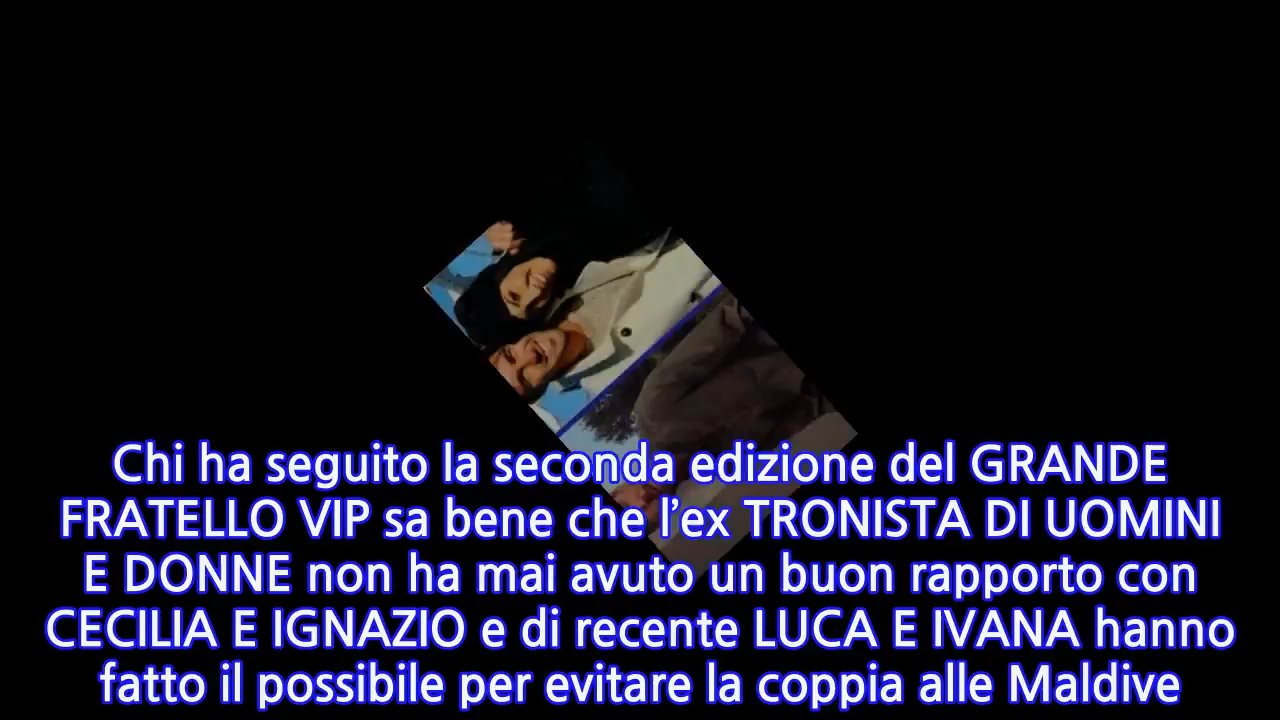 Chi ha seguito la seconda edizione del GRANDE
FRATELLO VIP sa bene che l'ex TRONISTA DI UOMINI
E DONNE non ha mai avuto un buon rapporto con
CECILIA E IGNAZIO e di recente LUCA E IVANA hanno
fatto il possibile per evitare la coppia alle Maldive